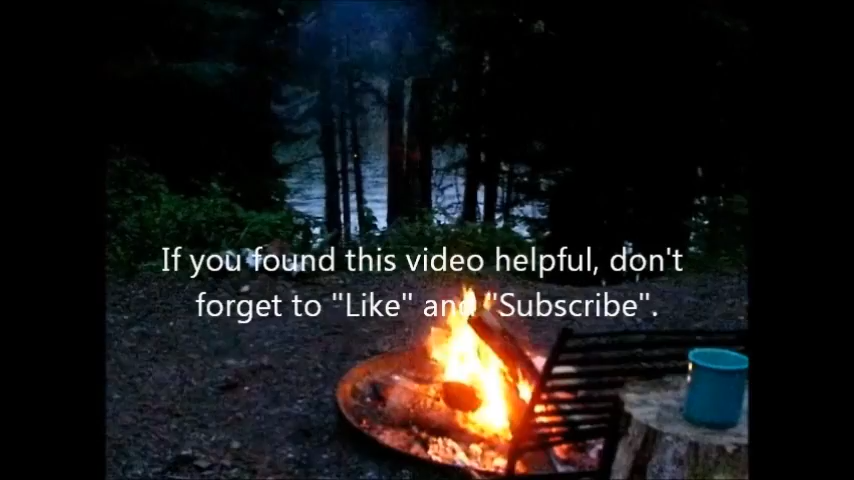 If you found this video helpful, don't
forget to "Like" and "Subscribe".